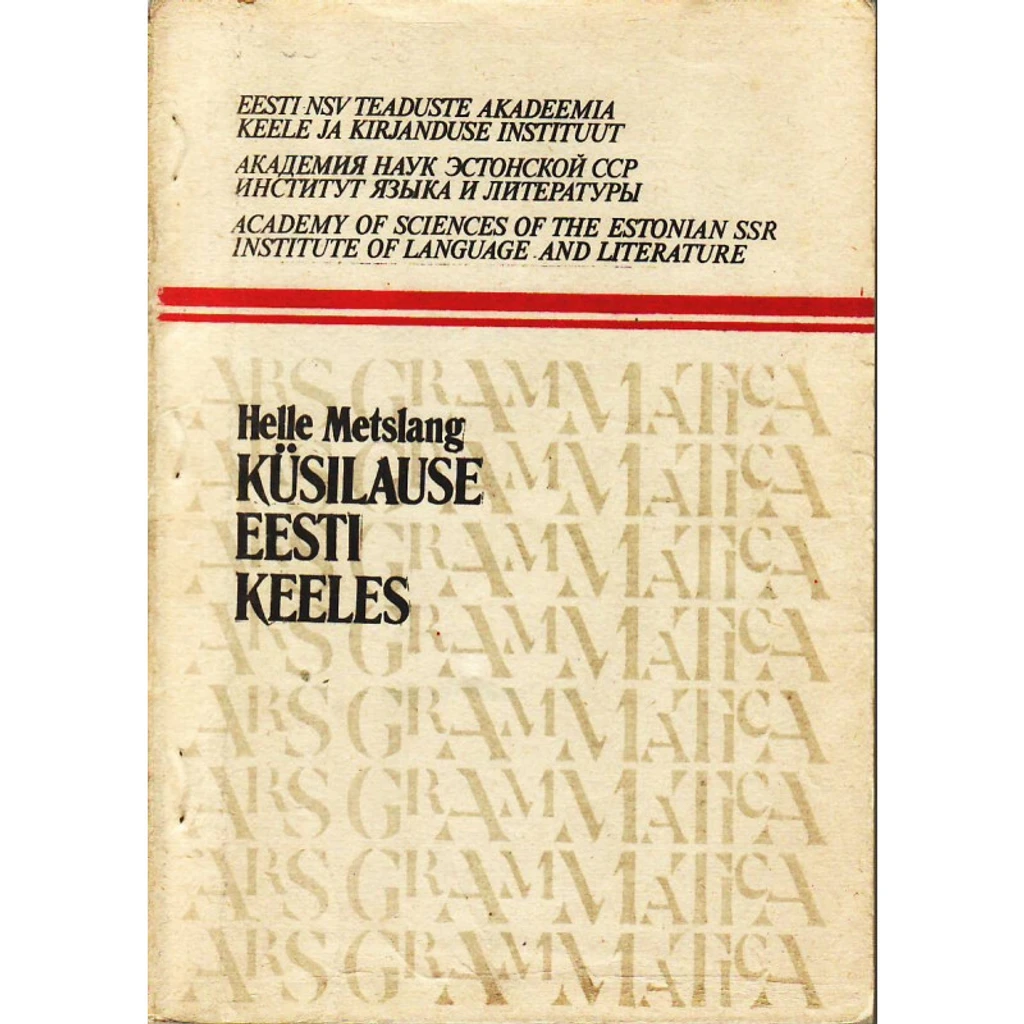 EESTI NSV TEADUSTE AKADEEMIA
KEELE JA KIRJANDUSE INSTITUUT
АКАДЕМИЯ НАУК ЭСТОНСКОЙ ССР
ИНСТИТУТ ЯЗЫКА И ЛИТЕРАТУРЫ
ACADEMY OF SCIENCES OF THE ESTONIAN SSR
INSTITUTE OF LANGUAGE AND LITERATURE
ARS GRAMMATICA
Helle Metslang
KÜSILAUSE
EESTI
KEELES
ARS GRAMMATICA
ARS GRAMMATICA
ARS GRAMMATICA
ARS GRAMMATICA
ARS GRAMMATICA
ARS GRAMMATICA
ARS GRAMMATICA